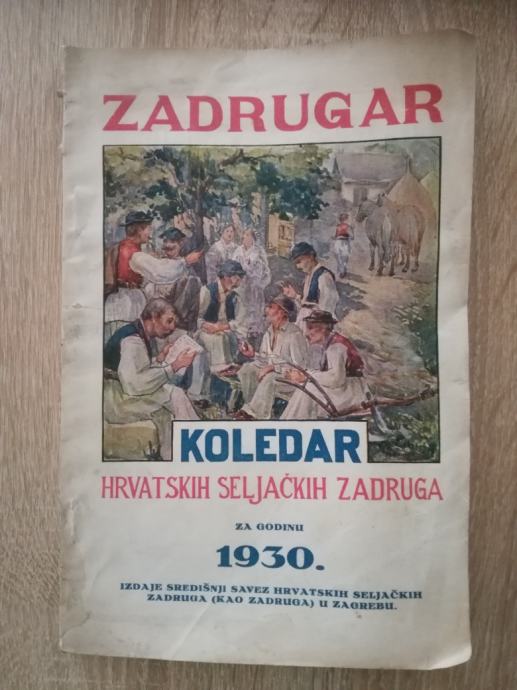 ZADRUGAR
KOLEDAR
HRVATSKIH SELJAČKIH ZADRUGA
ZA GODINU
1930.
IZDAJE SREDIŠNJI SAVEZ HRVATSKIH SELJAČKIH
ZADRUGA (KAO ZADRUGA) U ZAGREBU.